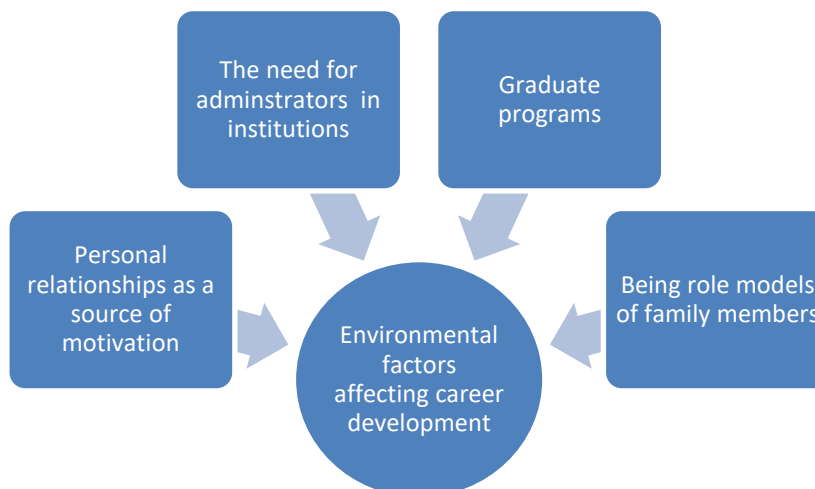 The need for
adminstrators in
institutions
Graduate
programs
Personal
relationships as a
source of
motivation
Being role models
of family members
Environmental
factors
affecting career
development